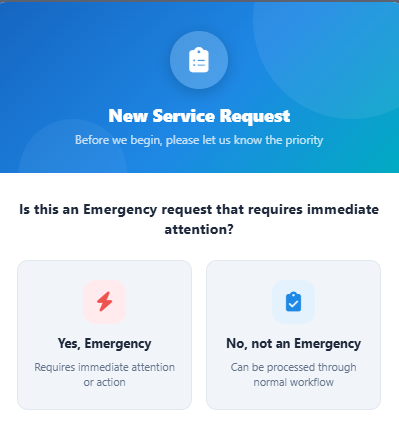 New Service Request
Before we begin, please let us know the priority
Is this an Emergency request that requires immediate
attention?
Yes, Emergency
Requires immediate attention
or action
No, not an Emergency
Can be processed through
normal workflow